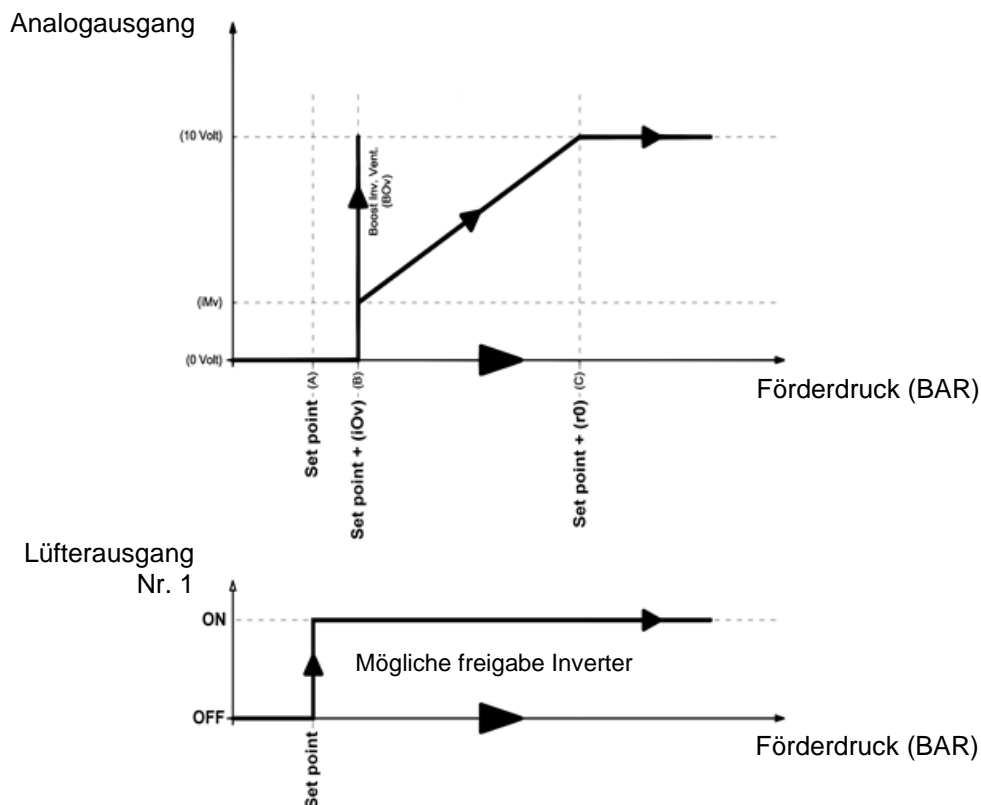 Analogausgang
(10 Volt)
Boost Inv. Vent.
(BOv)
(iMv)
(0 Volt)
Set point - (A)
Set point + (iOv) - (B)
Set point + (r0) - (C)
Förderdruck (BAR)
Lüfterausgang
Nr. 1
ON
Mögliche freigabe Inverter
OFF
Set point
Förderdruck (BAR)